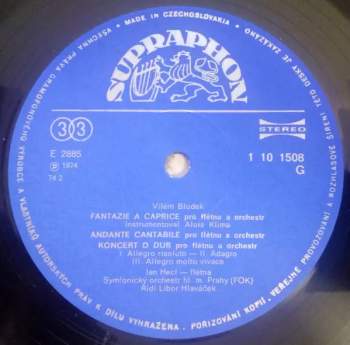 • MADE IN CZECHOSLOVAKIA •
VŠECHNA PRÁVA GRAMOFONOVÉHO VÝROBCE A VLASTNÍKŮ AUTORSKÝCH PRÁV K DÍLU VYHRAZENA. POŘIZOVÁNÍ KOPIÍ, VEŘEJNÉ PROVOZOVÁNÍ A ROZHLASOVÉ ŠÍŘENÍ TÉTO DESKY JE ZAKÁZÁNO
SUPRAPHON
33
STEREO
E 2885
Ⓟ 1974
74 2
1 10 1508
G
Vilém Blodek
FANTAZIE A CAPRICE pro flétnu a orchestr
Instrumentoval Alois Klíma
ANDANTE CANTABILE pro flétnu a orchestr
KONCERT D DUR pro flétnu a orchestr
I. Allegro risoluto — II. Adagio
III. Allegro molto vivace
Jan Hecl — flétna
Symfonický orchestr hl. m. Prahy (FOK)
Řídí Libor Hlaváček